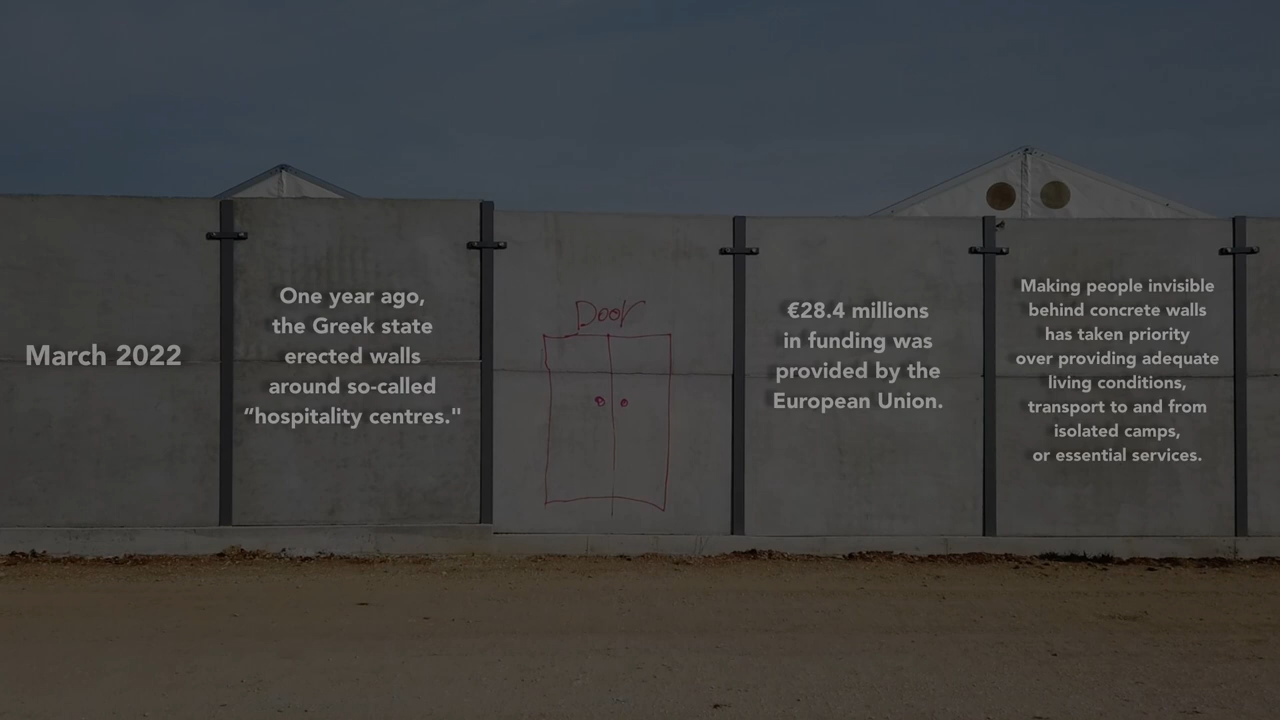 March 2022
One year ago,
the Greek state
erected walls
around so-called
“hospitality centres."
Door
€28.4 millions
in funding was
provided by the
European Union.
Making people invisible
behind concrete walls
has taken priority
over providing adequate
living conditions,
transport to and from
isolated camps,
or essential services.